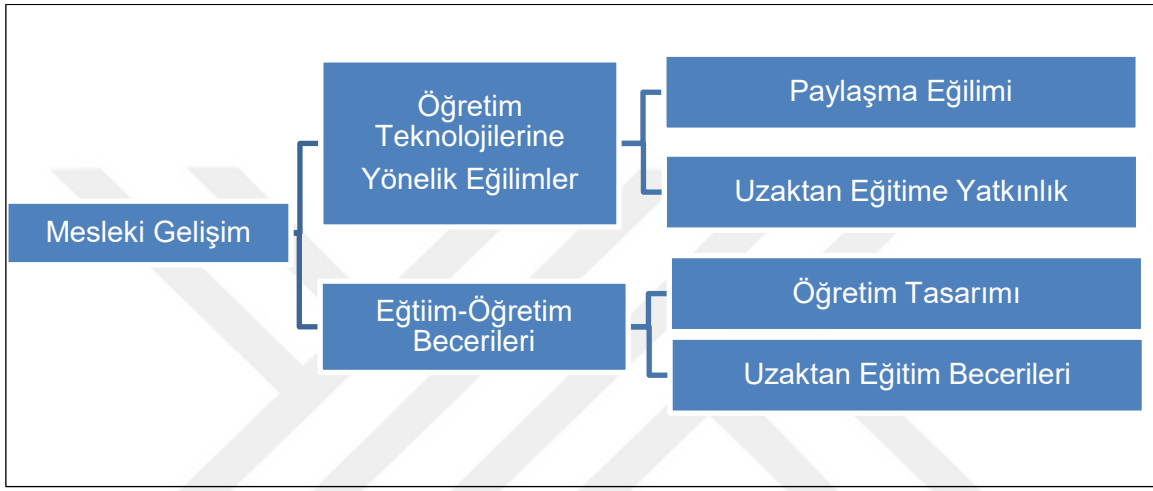 Mesleki Gelişim
Öğretim
Teknolojilerine
Yönelik Eğilimler
Paylaşma Eğilimi
Uzaktan Eğitime Yatkınlık
Eğtiim-Öğretim
Becerileri
Öğretim Tasarımı
Uzaktan Eğitim Becerileri